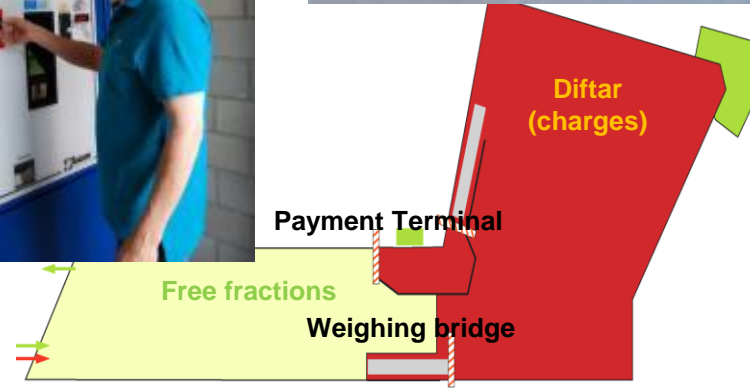 Diftar
(charges)
Payment Terminal
Free fractions
Weighing bridge